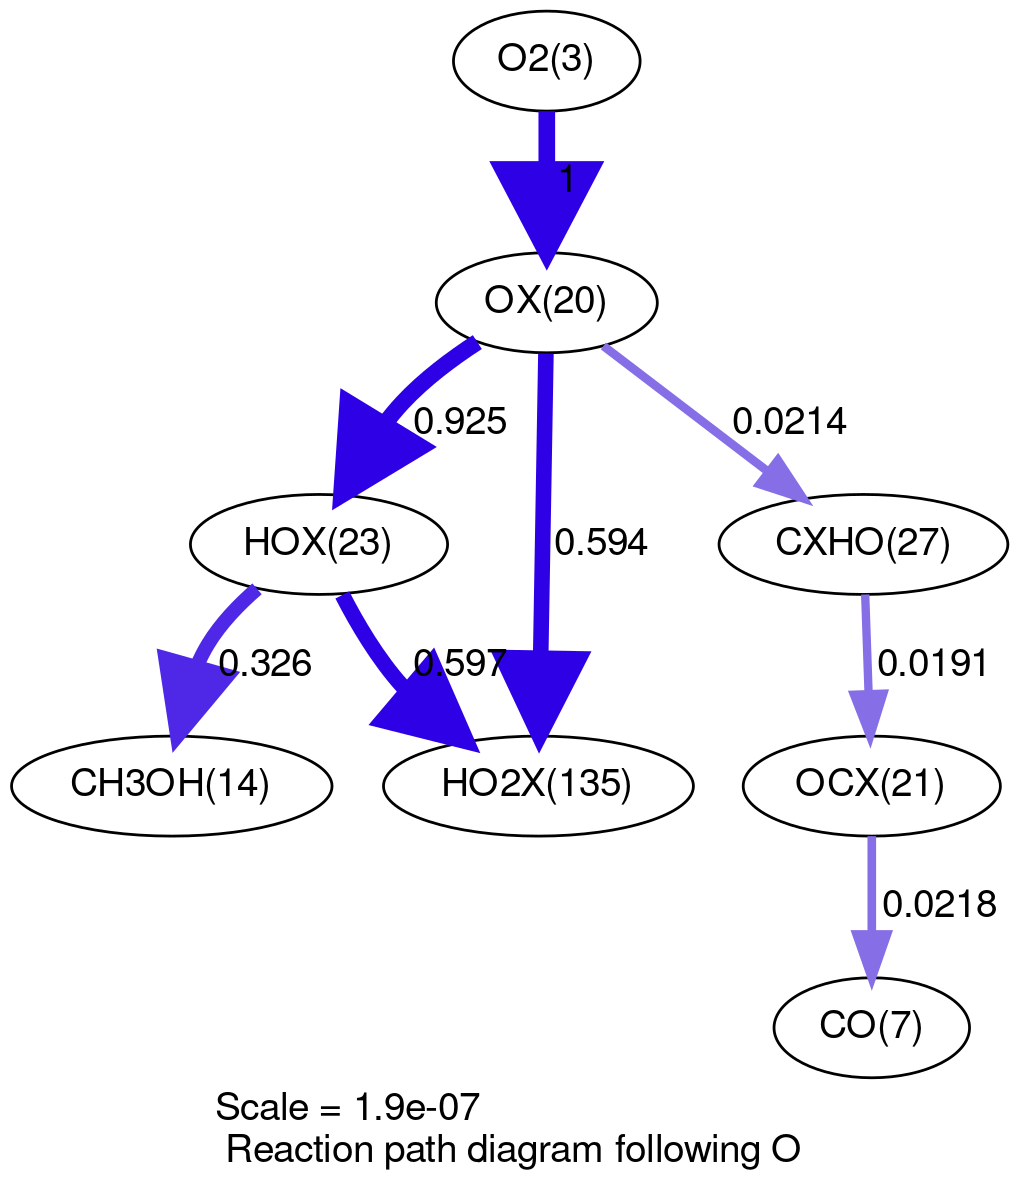 O2(3)
1
OX(20)
0.925
0.0214
HOX(23)
0.594
CXHO(27)
0.326
0.597
0.0191
CH3OH(14)
HO2X(135)
OCX(21)
0.0218
CO(7)
Scale = 1.9e-07
Reaction path diagram following O